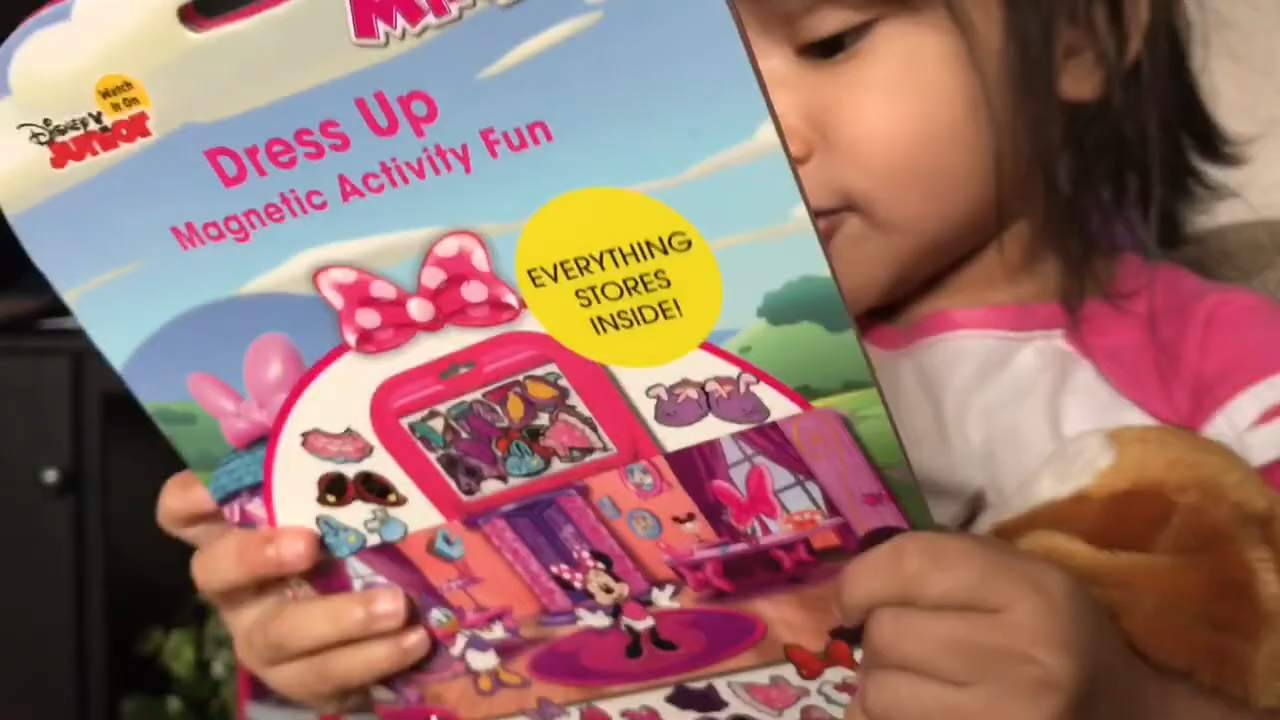 Watch
It On
Disney
Junior
Dress Up
Magnetic Activity Fun
EVERYTHING
STORES
INSIDE!